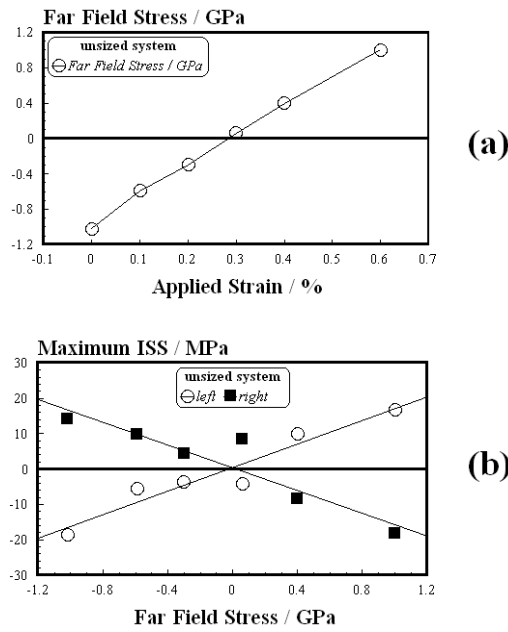 Far Field Stress / GPa
unsized system
Far Field Stress / GPa
1.2
0.8
0.4
0
-0.4
-0.8
-1.2
-0.1 0 0.1 0.2 0.3 0.4 0.5 0.6 0.7
Applied Strain / %
(a)
Maximum ISS / MPa
unsized system
left right
30
20
10
0
-10
-20
-30
-1.2 -0.8 -0.4 0 0.4 0.8 1.2
Far Field Stress / GPa
(b)